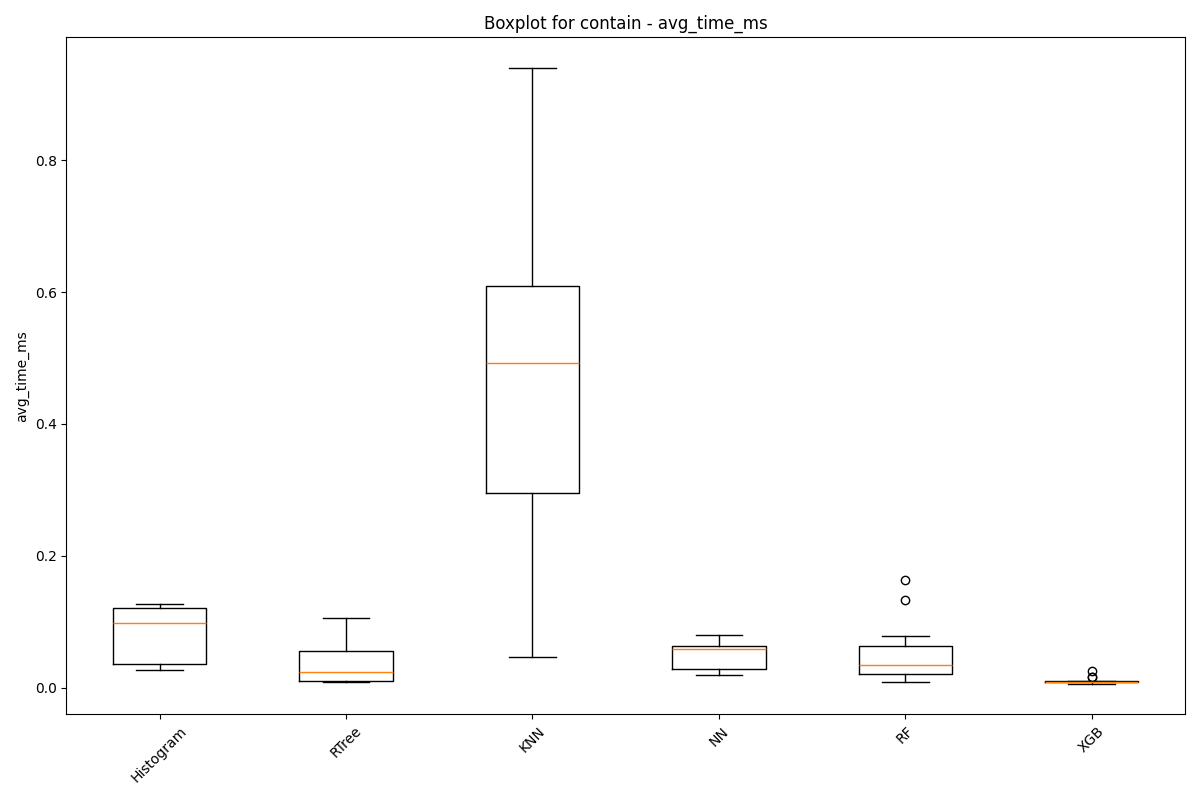 Boxplot for contain - avg_time_ms
avg_time_ms
0.8
0.6
0.4
0.2
0.0
Histogram
RTree
KNN
NN
RF
XGB